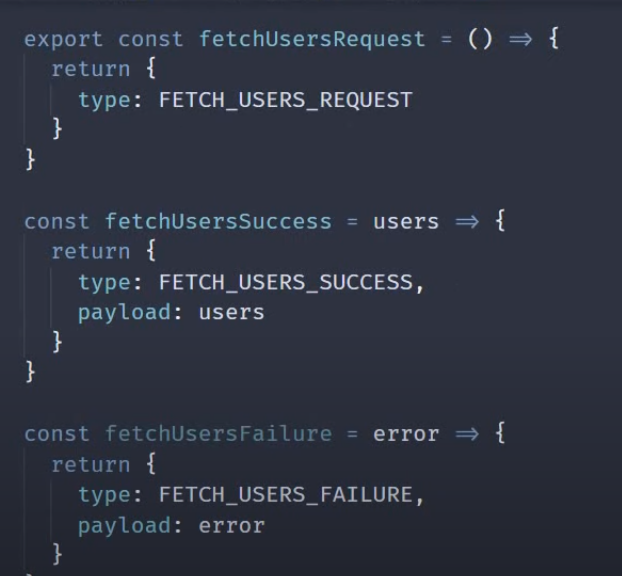 export const fetchUsersRequest = () => {
  return {
    type: FETCH_USERS_REQUEST
  }
}
const fetchUsersSuccess = users => {
  return {
    type: FETCH_USERS_SUCCESS,
    payload: users
  }
}
const fetchUsersFailure = error => {
  return {
    type: FETCH_USERS_FAILURE,
    payload: error
  }